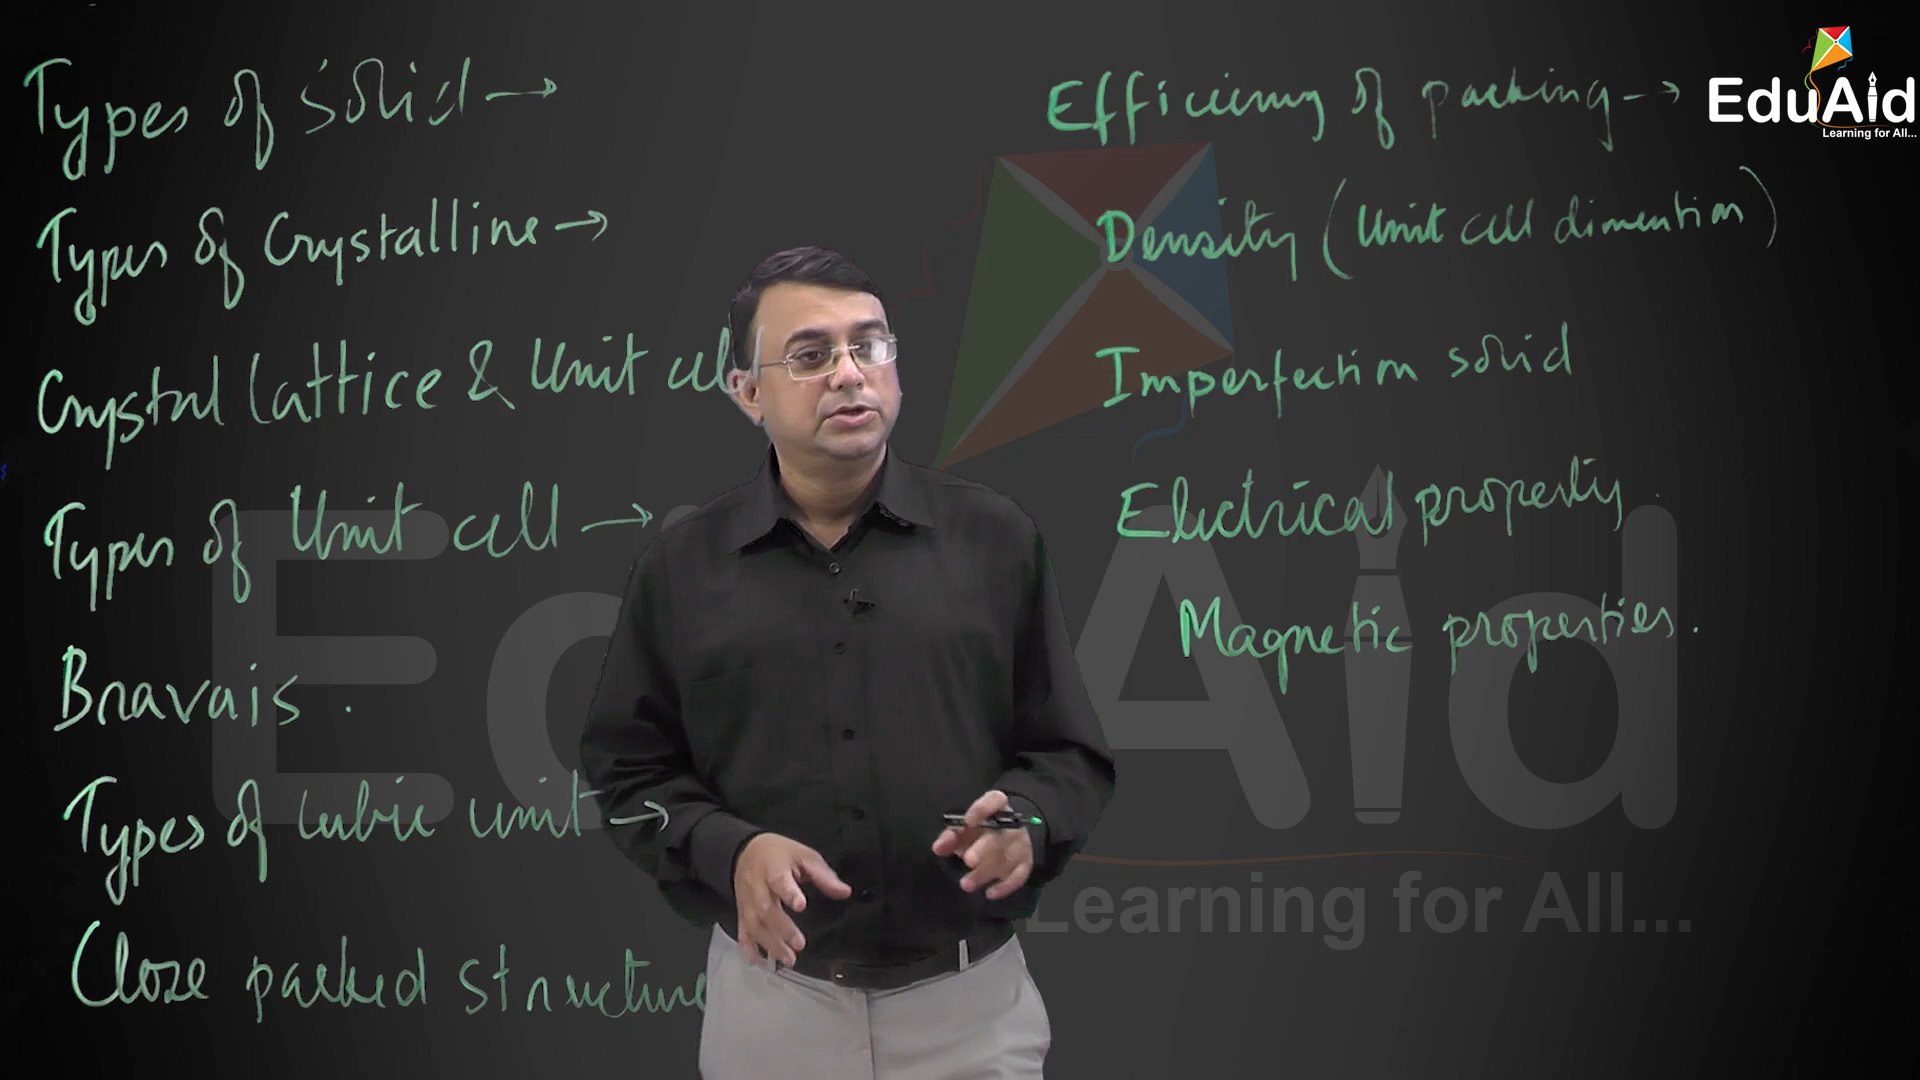 Types of solid →
Types of Crystalline →
Crystal Lattice & Unit cell
Types of Unit cell →
Bravais .
Types of cubic unit →
Close packed structure
Efficiency of packing →
Density (Unit cell dimention)
Imperfection solid
Electrical property.
Magnetic properties.
EduAid
Learning for All...
EduAid
Learning for All...